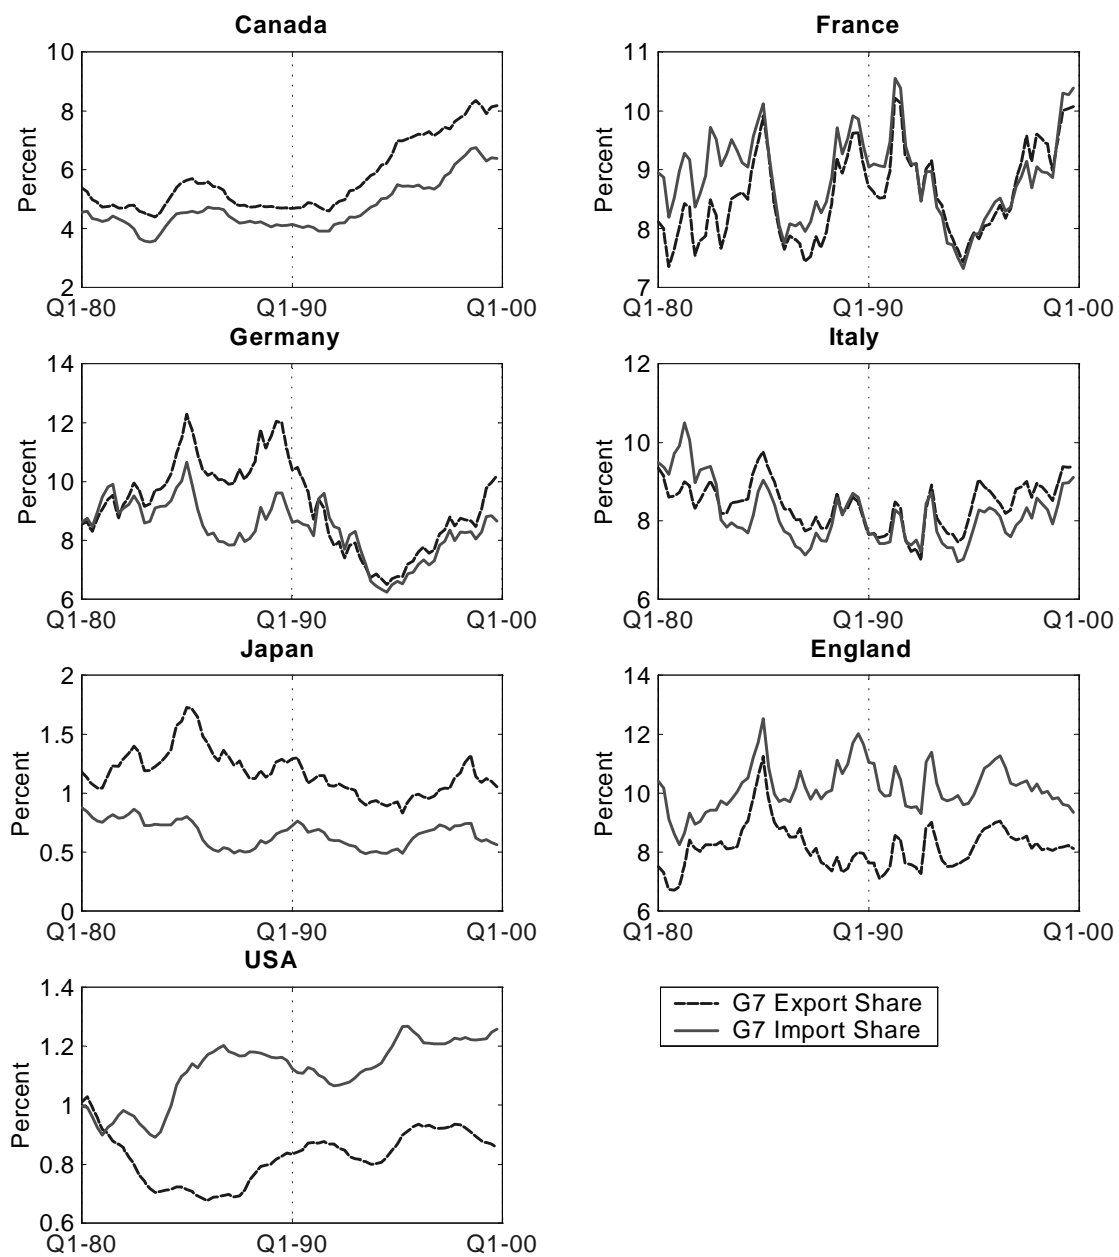 Canada
10
8
6
4
2
Percent
Q1-80 Q1-90 Q1-00
France
11
10
9
8
7
Percent
Q1-80 Q1-90 Q1-00
Germany
14
12
10
8
6
Percent
Q1-80 Q1-90 Q1-00
Italy
12
10
8
6
Percent
Q1-80 Q1-90 Q1-00
Japan
2
1.5
1
0.5
0
Percent
Q1-80 Q1-90 Q1-00
England
14
12
10
8
6
Percent
Q1-80 Q1-90 Q1-00
USA
1.4
1.2
1
0.8
0.6
Percent
Q1-80 Q1-90 Q1-00
G7 Export Share
G7 Import Share